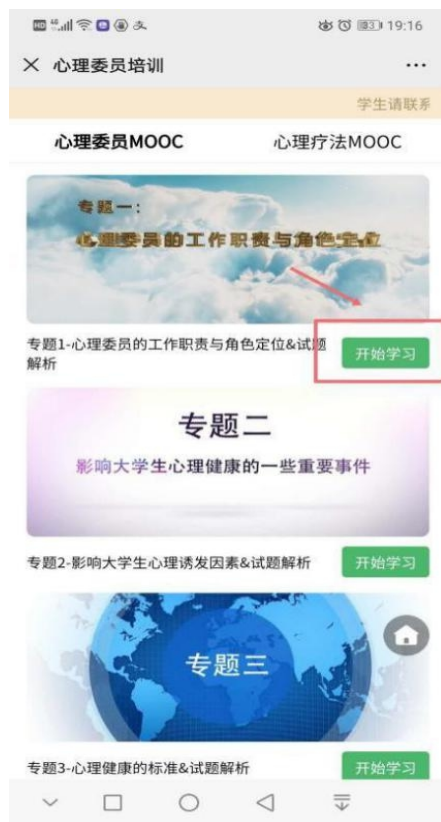 HD 4G 19:16
心理委员培训
学生请联系
心理委员MOOC 心理疗法MOOC
专题一:
心理委员的工作职责与角色定位
专题1-心理委员的工作职责与角色定位&试题
解析
开始学习
专题二
影响大学生心理健康的一些重要事件
专题2-影响大学生心理诱发因素&试题解析
开始学习
专题三
专题3-心理健康的标准&试题解析
开始学习